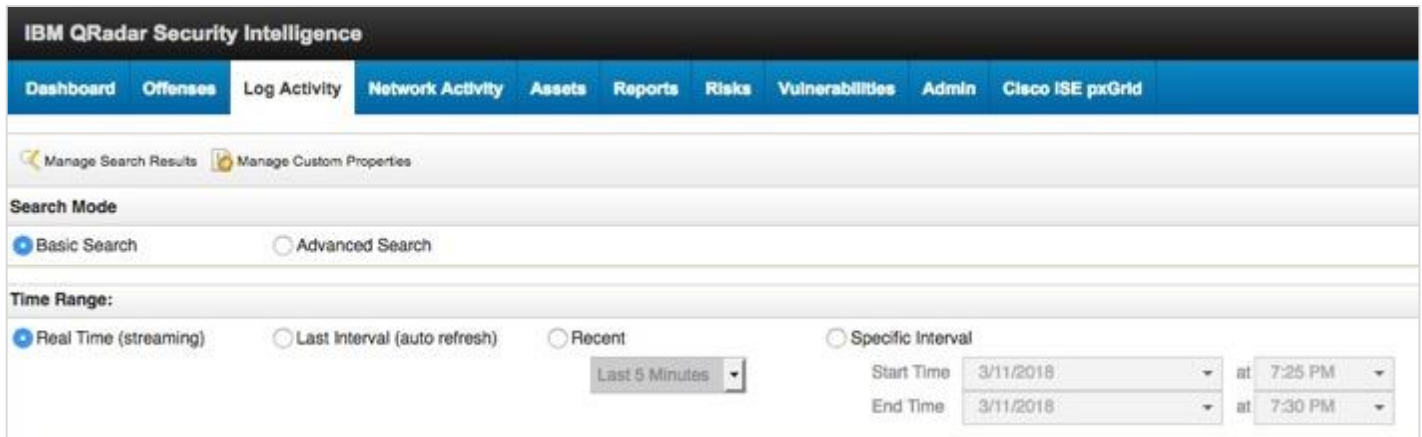 IBM QRadar Security Intelligence
Dashboard Offenses Log Activity Network Activity Assets Reports Risks Vulnerabilities Admin Cisco ISE pxGrid
Manage Search Results Manage Custom Properties
Search Mode
Basic Search Advanced Search
Time Range:
Real Time (streaming) Last Interval (auto refresh) Recent Specific Interval
Last 5 Minutes Start Time 3/11/2018 at 7:25 PM
End Time 3/11/2018 at 7:30 PM